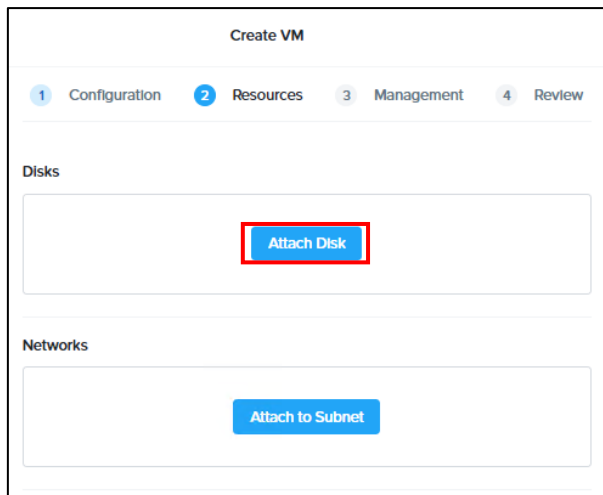 Create VM
1 Configuration 2 Resources 3 Management 4 Review
Disks
Attach Disk
Networks
Attach to Subnet